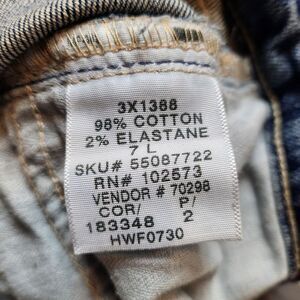 3X1388
98% COTTON
2% ELASTANE
7 L
SKU# 55087722
RN# 102573
VENDOR # 70298
COR/ P/
183348 2
HWF0730